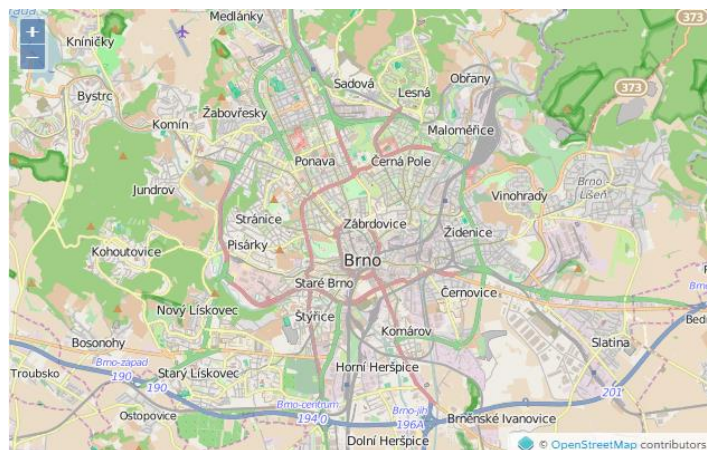 Medlánky
373
+
Kníničky
−
Sadová
Lesná
Obřany
373
Bystrc
Žabovřesky
Komín
Maloměřice
Ponava
Černá Pole
Jundrov
Vinohrady
Brno-
Líšeň
Stránice
Zábrdovice
Pisárky
Židenice
Kohoutovice
Brno
Staré Brno
Černovice
Nový Lískovec
Štýřice
Komárov
Bosonohy
Slatina
Brno-západ
Horní Heršpice
Troubsko
190
190
Starý Lískovec
201
Brno-centrum
Brno-jih
Ostopovice
194 0
196A
Brněnské Ivanovice
Dolní Heršpice
© OpenStreetMap contributors